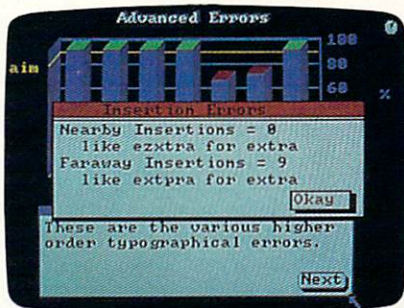 Advanced Errors
100
aim
80
60
%
Insertion Errors
Nearby Insertions = 0
like ezxtra for extra
Faraway Insertions = 9
like extpra for extra
Okay
These are the various higher
order typographical errors.
Next